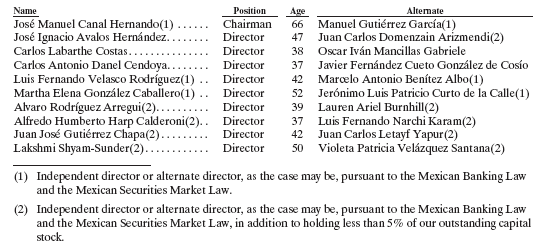 Name Position Age Alternate
José Manuel Canal Hernando(1) ...... Chairman 66 Manuel Gutiérrez García(1)
José Ignacio Avalos Hernández........ Director 47 Juan Carlos Domenzain Arizmendi(2)
Carlos Labarthe Costas............... Director 38 Oscar Iván Mancillas Gabriele
Carlos Antonio Danel Cendoya........ Director 37 Javier Fernández Cueto González de Cosío
Luis Fernando Velasco Rodríguez(1) .. Director 42 Marcelo Antonio Benítez Albo(1)
Martha Elena González Caballero(1) .. Director 52 Jerónimo Luis Patricio Curto de la Calle(1)
Alvaro Rodríguez Arregui(2).......... Director 39 Lauren Ariel Burnhill(2)
Alfredo Humberto Harp Calderoni(2).. Director 37 Luis Fernando Narchi Karam(2)
Juan José Gutiérrez Chapa(2)......... Director 42 Juan Carlos Letayf Yapur(2)
Lakshmi Shyam-Sunder(2)............ Director 50 Violeta Patricia Velázquez Santana(2)
(1) Independent director or alternate director, as the case may be, pursuant to the Mexican Banking Law
and the Mexican Securities Market Law.
(2) Independent director or alternate director, as the case may be, pursuant to the Mexican Banking Law
and the Mexican Securities Market Law, in addition to holding less than 5% of our outstanding capital
stock.